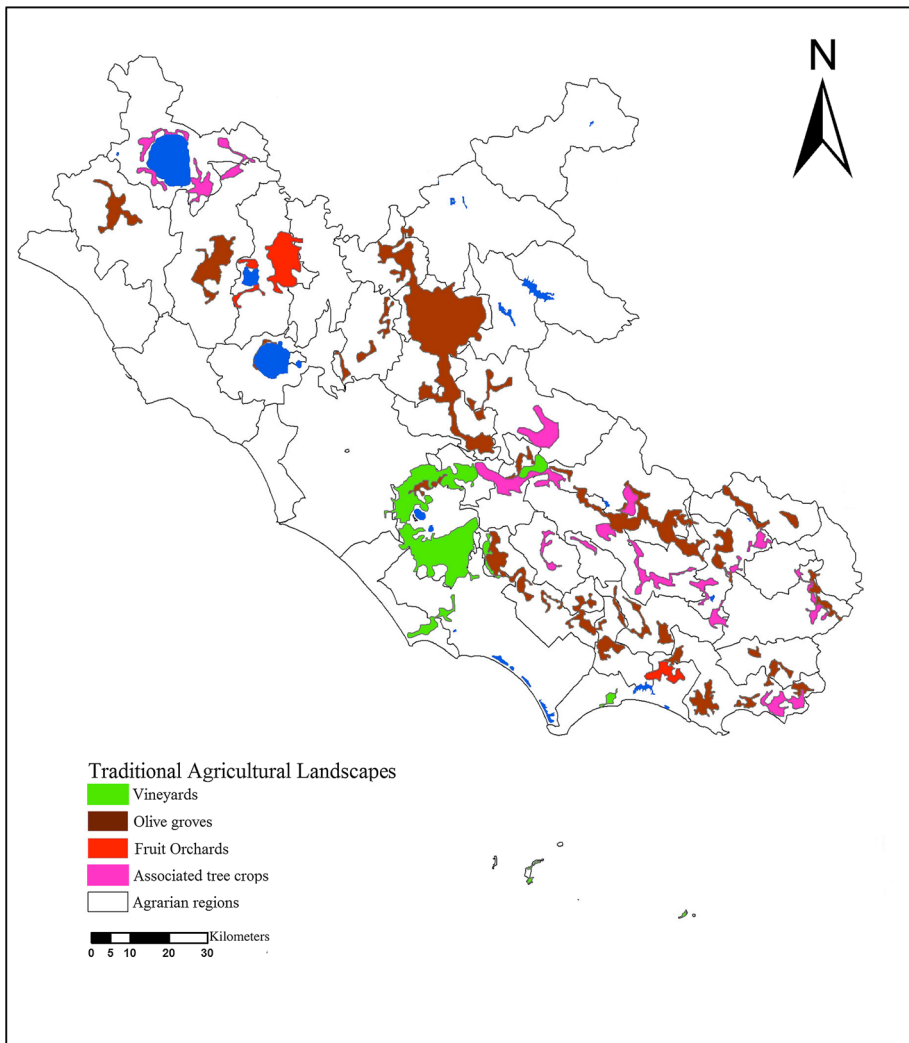 N
Traditional Agricultural Landscapes
Vineyards
Olive groves
Fruit Orchards
Associated tree crops
Agrarian regions
Kilometers
0 5 10 20 30